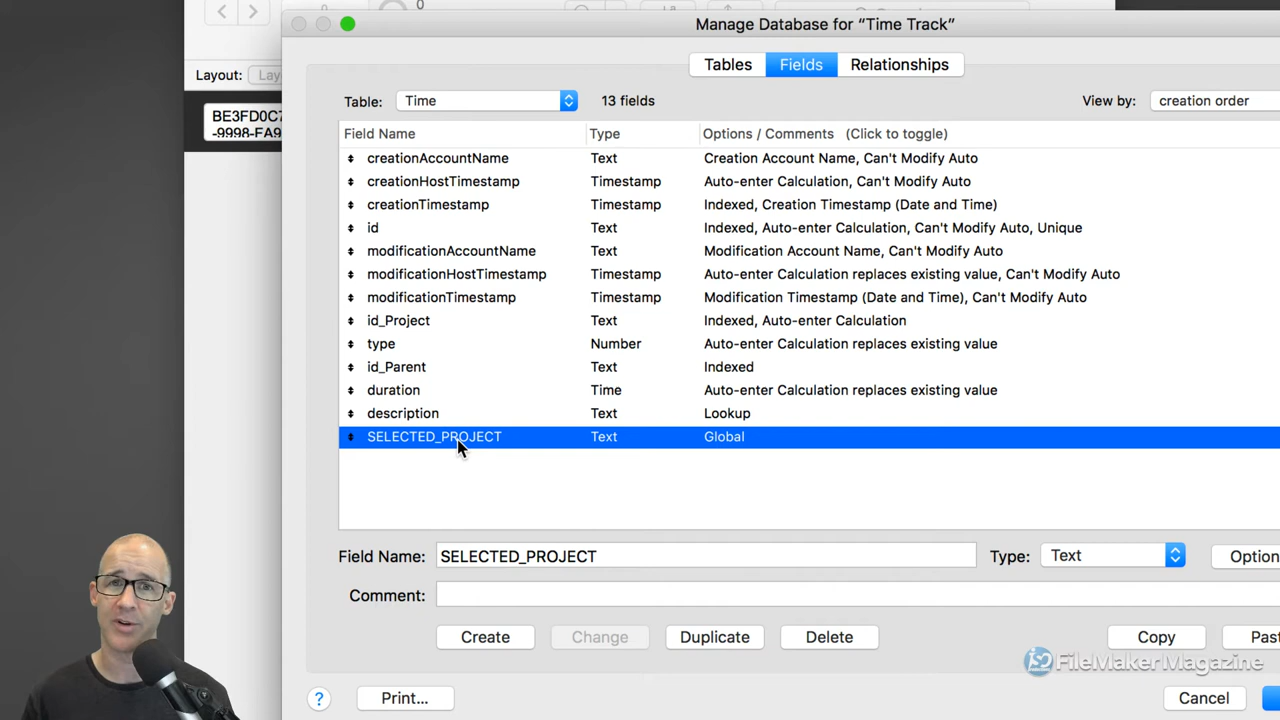 0
Manage Database for “Time Track”
Layout:
Tables Fields Relationships
Table: Time 13 fields View by: creation order
BE3FD0C7
-9998-FA9
Field Name Type Options / Comments (Click to toggle)
creationAccountName Text Creation Account Name, Can't Modify Auto
creationHostTimestamp Timestamp Auto-enter Calculation, Can't Modify Auto
creationTimestamp Timestamp Indexed, Creation Timestamp (Date and Time)
id Text Indexed, Auto-enter Calculation, Can't Modify Auto, Unique
modificationAccountName Text Modification Account Name, Can't Modify Auto
modificationHostTimestamp Timestamp Auto-enter Calculation replaces existing value, Can't Modify Auto
modificationTimestamp Timestamp Modification Timestamp (Date and Time), Can't Modify Auto
id_Project Text Indexed, Auto-enter Calculation
type Number Auto-enter Calculation replaces existing value
id_Parent Text Indexed
duration Time Auto-enter Calculation replaces existing value
description Text Lookup
SELECTED_PROJECT Text Global
Field Name: SELECTED_PROJECT Type: Text Option
Comment:
Create Change Duplicate Delete Copy Past
FileMaker Magazine
? Print... Cancel